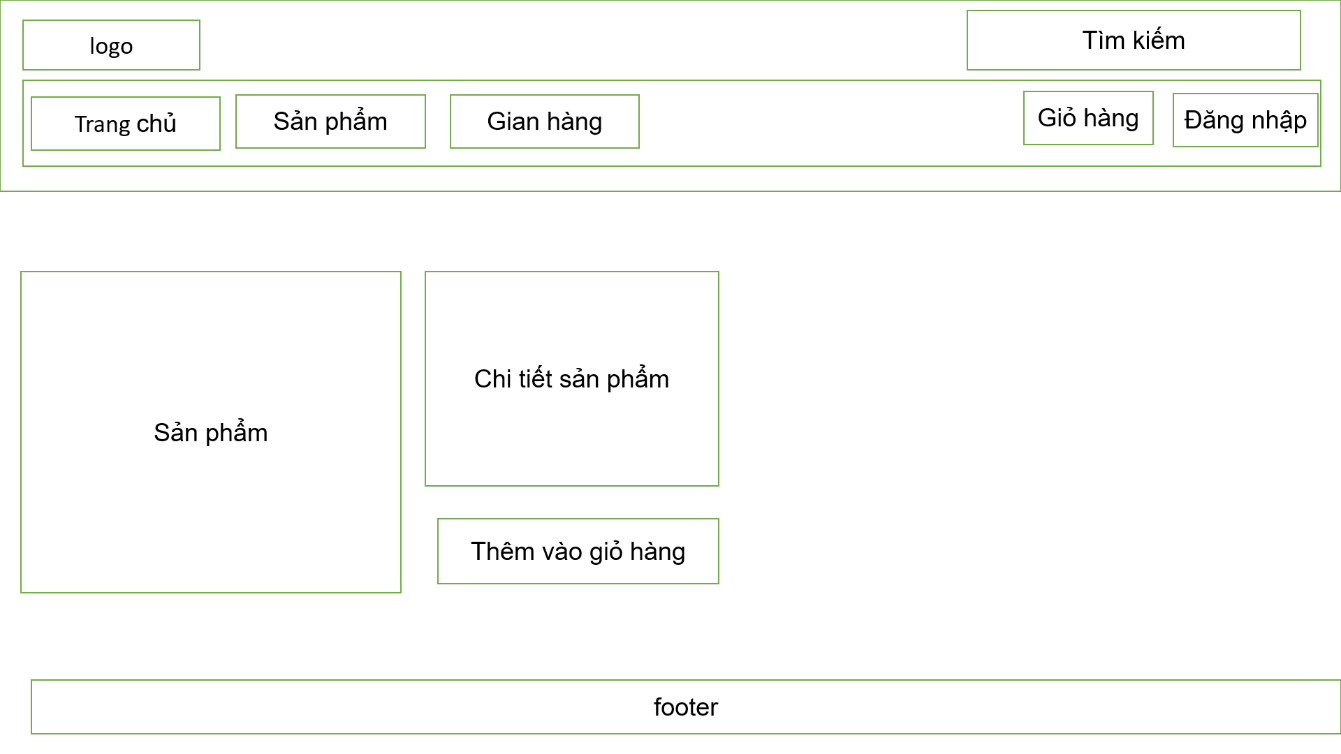 logo
Tìm kiếm
Trang chủ
Sản phẩm
Gian hàng
Giỏ hàng
Đăng nhập
Sản phẩm
Chi tiết sản phẩm
Thêm vào giỏ hàng
footer